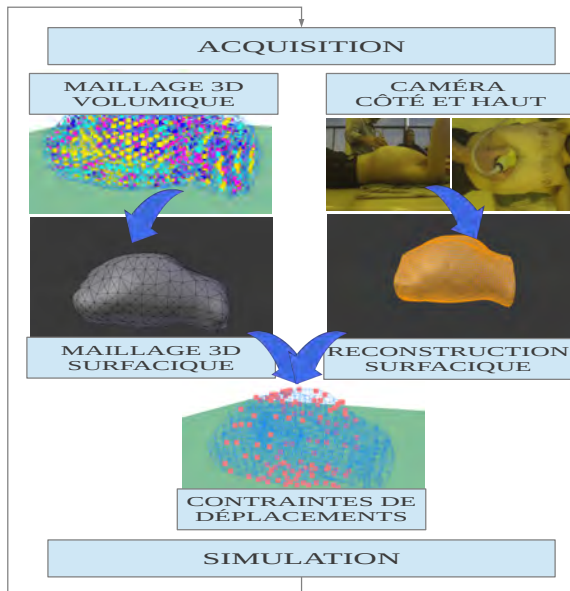 ACQUISITION
MAILLAGE 3D
VOLUMIQUE
CAMÉRA
CÔTÉ ET HAUT
MAILLAGE 3D
SURFACIQUE
RECONSTRUCTION
SURFACIQUE
CONTRAINTES DE
DÉPLACEMENTS
SIMULATION